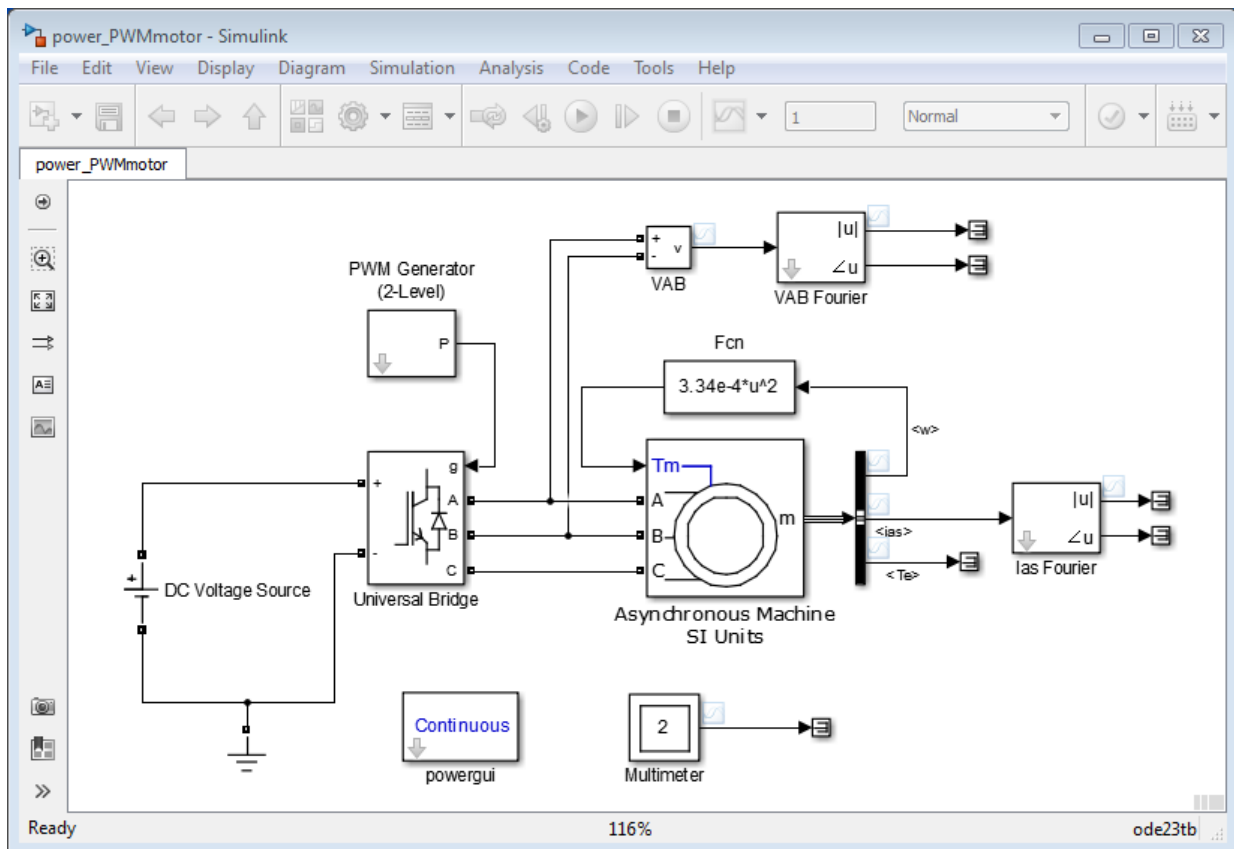 power_PWMmotor - Simulink
File Edit View Display Diagram Simulation Analysis Code Tools Help
1
Normal
power_PWMmotor
PWM Generator
(2-Level)
P
+
-
v
VAB
|u|
∠u
VAB Fourier
Fcn
3.34e-4*u^2
<w>
g
A
B
C
+
-
Universal Bridge
+
DC Voltage Source
Tm
A
B
C
m
Asynchronous Machine
SI Units
<ias>
<Te>
|u|
∠u
Ias Fourier
Continuous
powergui
2
Multimeter
A
Ready
116%
ode23tb